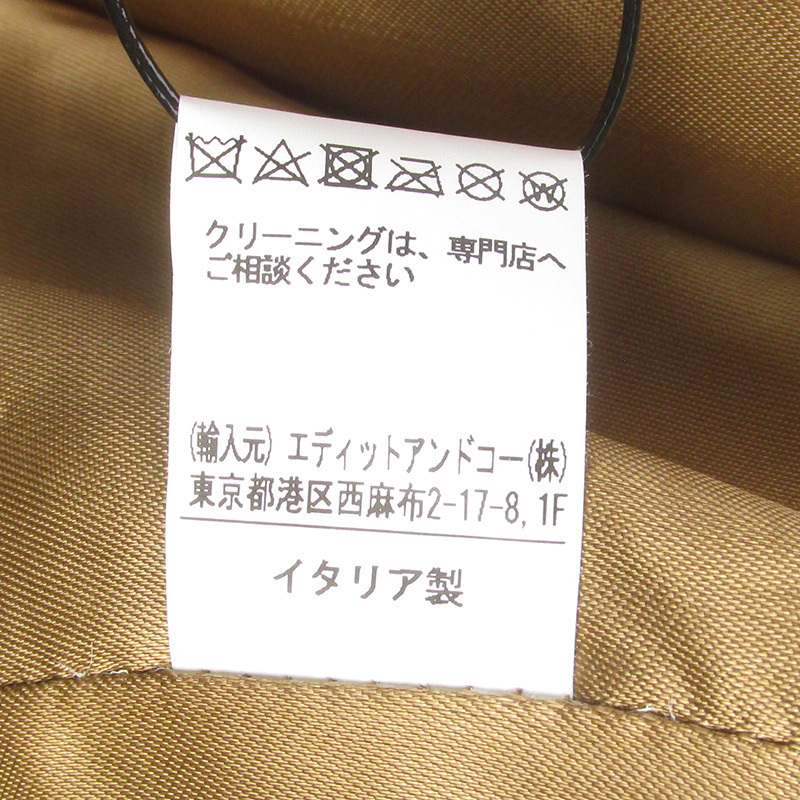 W
クリーニングは、専門店へ
ご相談ください
(輸入元) エディットアンドコー(株)
東京都港区西麻布2-17-8, 1F
イタリア製